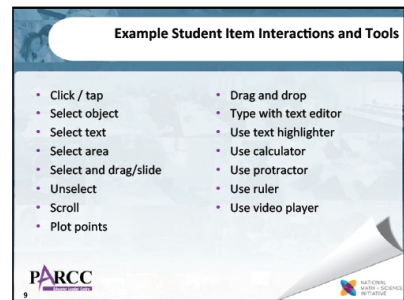 Example Student Item Interactions and Tools
• Click / tap
• Select object
• Select text
• Select area
• Select and drag/slide
• Unselect
• Scroll
• Plot points
• Drag and drop
• Type with text editor
• Use text highlighter
• Use calculator
• Use protractor
• Use ruler
• Use video player
PARCC
9
NATIONAL
MATH + SCIENCE
INITIATIVE